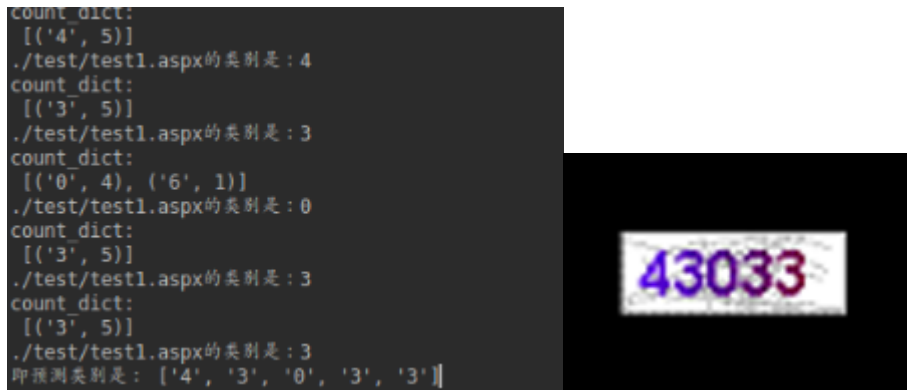 count_dict:
[('4', 5)]
./test/test1.aspx的类别是：4
count_dict:
[('3', 5)]
./test/test1.aspx的类别是：3
count_dict:
[('0', 4), ('6', 1)]
./test/test1.aspx的类别是：0
count_dict:
[('3', 5)]
./test/test1.aspx的类别是：3
count_dict:
[('3', 5)]
./test/test1.aspx的类别是：3
即预测类别是： ['4', '3', '0', '3', '3']
43033